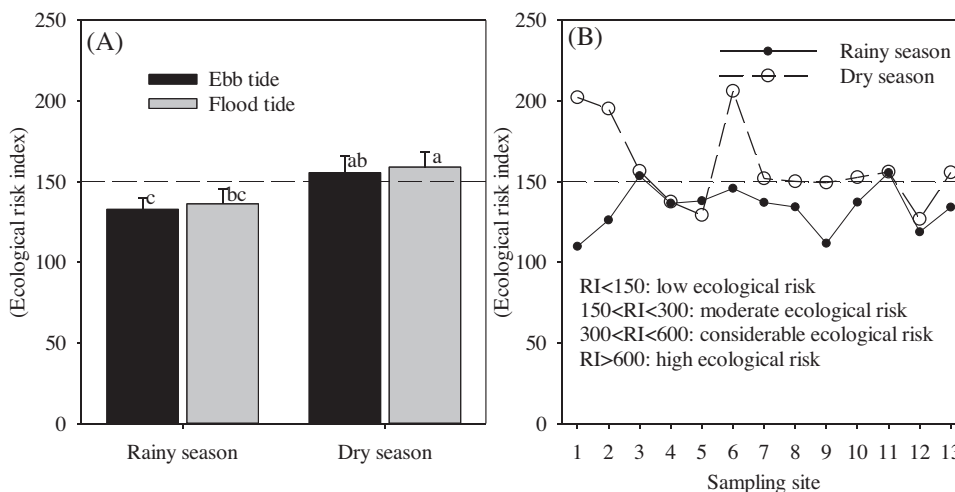 (A)
Ebb tide
Flood tide
(Ecological risk index)
250
200
150
100
50
0
c
bc
ab
a
Rainy season
Dry season
(B)
Rainy season
Dry season
(Ecological risk index)
250
200
150
100
50
0
RI<150: low ecological risk
150<RI<300: moderate ecological risk
300<RI<600: considerable ecological risk
RI>600: high ecological risk
1 2 3 4 5 6 7 8 9 10 11 12 13
Sampling site